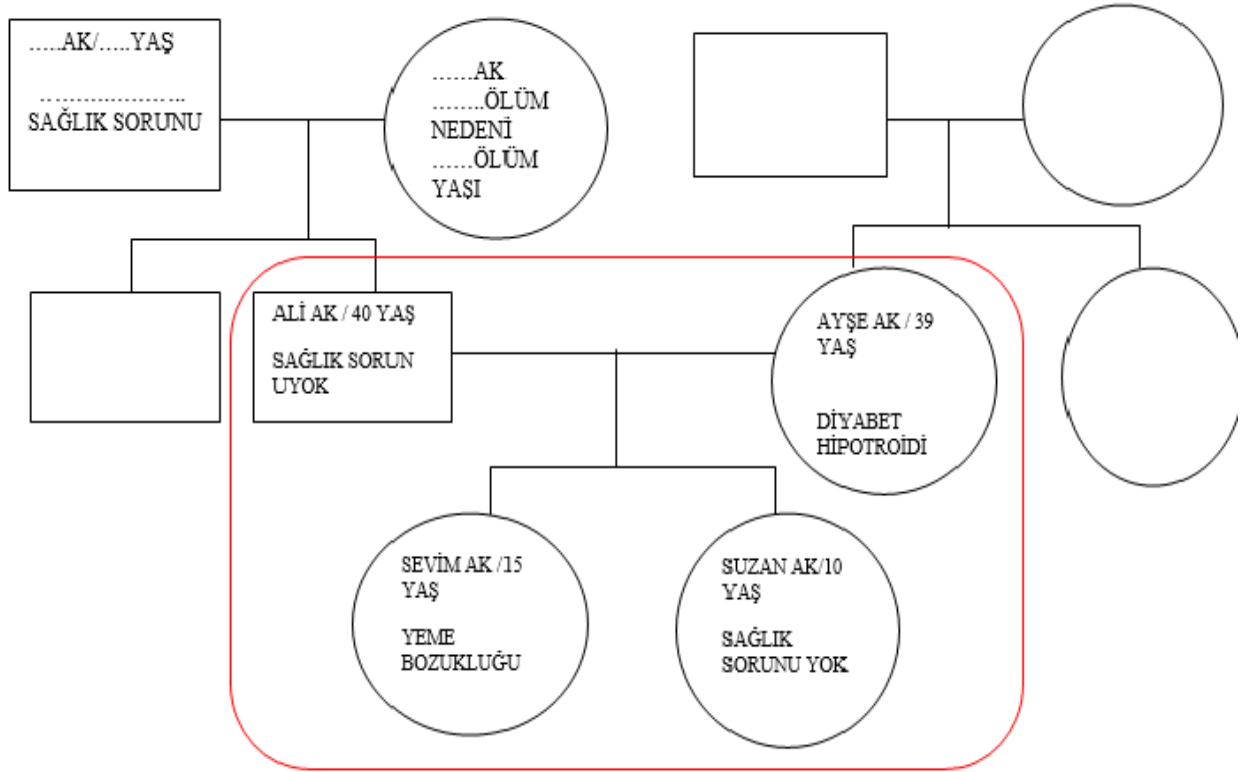 …..AK/…..YAŞ
………………...
SAĞLIK SORUNU
……AK
……..ÖLÜM
NEDENİ
……ÖLÜM
YAŞI
ALİ AK / 40 YAŞ
SAĞLIK SORUN
UYOK
AYŞE AK / 39
YAŞ
DİYABET
HİPOTROİDİ
SEVİM AK /15
YAŞ
YEME
BOZUKLUĞU
SUZAN AK/10
YAŞ
SAĞLIK
SORUNU YOK